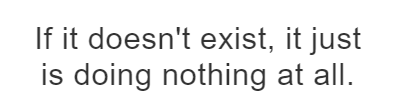 If it doesn't exist, it just
is doing nothing at all.